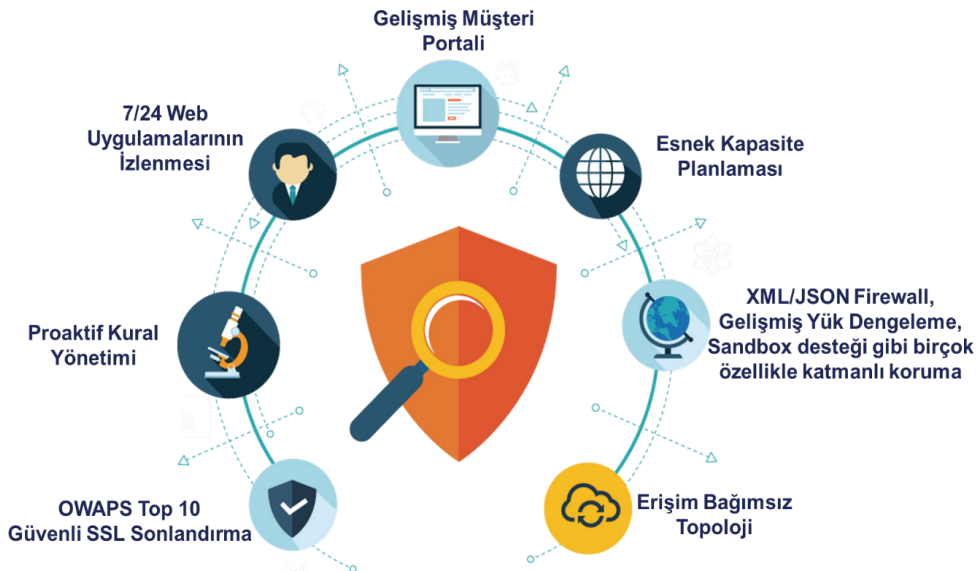 Gelişmiş Müşteri
Portali
7/24 Web
Uygulamalarının
İzlenmesi
Esnek Kapasite
Planlaması
Proaktif Kural
Yönetimi
XML/JSON Firewall,
Gelişmiş Yük Dengeleme,
Sandbox desteği gibi birçok
özellikle katmanlı koruma
OWAPS Top 10
Güvenli SSL Sonlandırma
Erişim Bağımsız
Topoloji